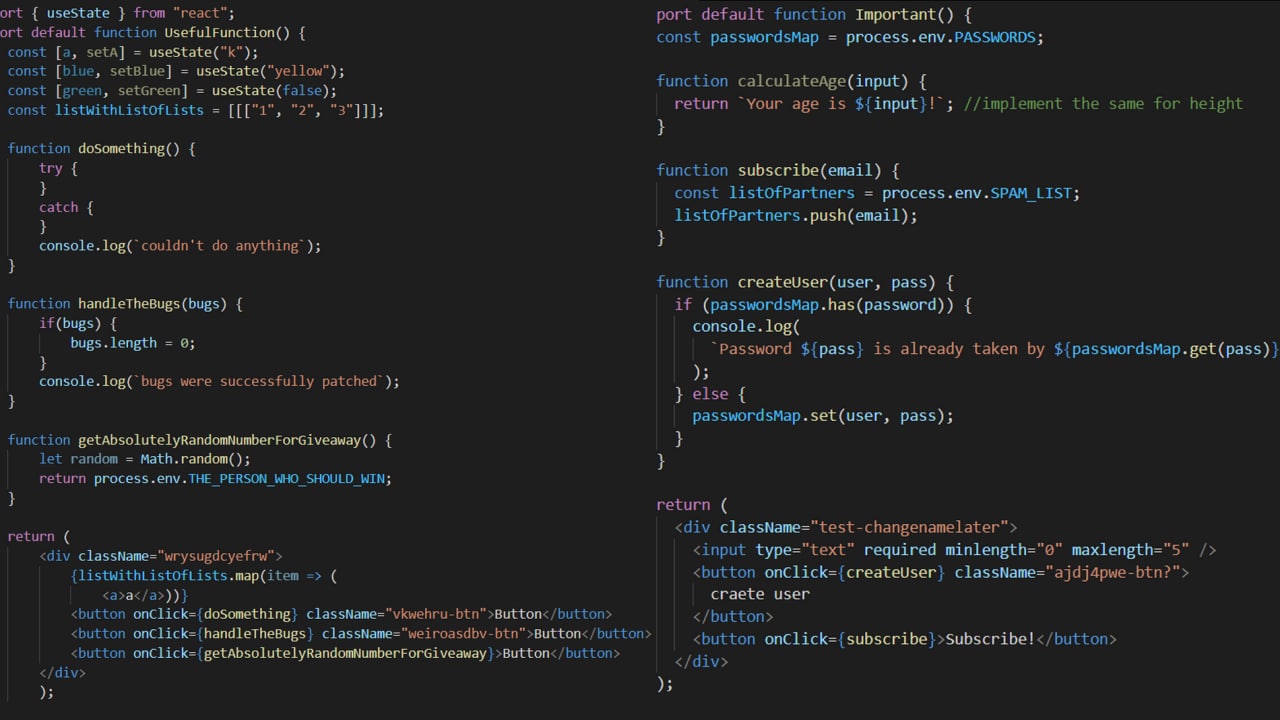 ort { useState } from "react";
ort default function UsefulFunction() {
const [a, setA] = useState("k");
const [blue, setBlue] = useState("yellow");
const [green, setGreen] = useState(false);
const listWithListOfLists = [[["1", "2", "3"]]];
function doSomething() {
try {
}
catch {
}
console.log(`couldn't do anything`);
}
function handleTheBugs(bugs) {
if(bugs) {
bugs.length = 0;
}
console.log(`bugs were successfully patched`);
}
function getAbsolutelyRandomNumberForGiveaway() {
let random = Math.random();
return process.env.THE_PERSON_WHO_SHOULD_WIN;
}
return (
<div className="wrysugdcyefrw">
{listWithListOfLists.map(item => (
<a>a</a>))}
<button onClick={doSomething} className="vkwehru-btn">Button</button>
<button onClick={handleTheBugs} className="weiroasdbv-btn">Button</button>
<button onClick={getAbsolutelyRandomNumberForGiveaway}>Button</button>
</div>
);
port default function Important() {
const passwordsMap = process.env.PASSWORDS;
function calculateAge(input) {
return `Your age is ${input}!`; //implement the same for height
}
function subscribe(email) {
const listOfPartners = process.env.SPAM_LIST;
listOfPartners.push(email);
}
function createUser(user, pass) {
if (passwordsMap.has(password)) {
console.log(
`Password ${pass} is already taken by ${passwordsMap.get(pass)}
);
} else {
passwordsMap.set(user, pass);
}
}
return (
<div className="test-changenamelater">
<input type="text" required minlength="0" maxlength="5" />
<button onClick={createUser} className="ajdj4pwe-btn?">
craete user
</button>
<button onClick={subscribe}>Subscribe!</button>
</div>
);